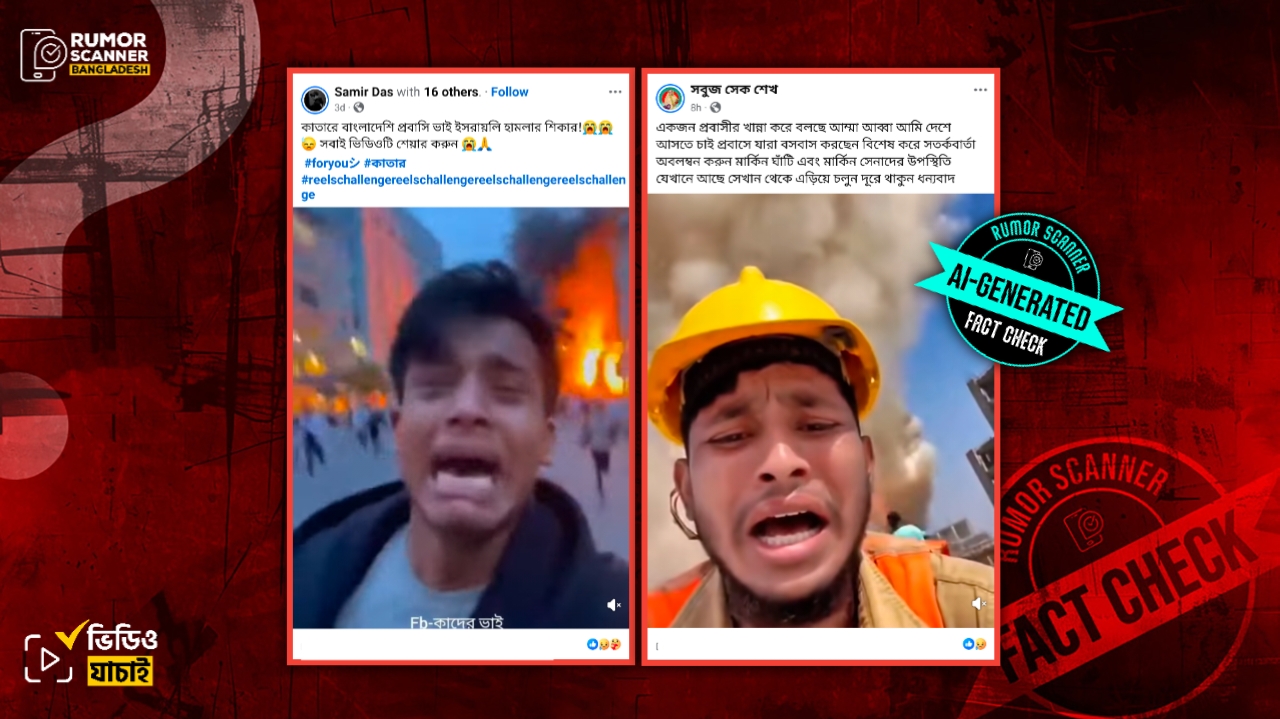 RUMOR
SCANNER
BANGLADESH
Samir Das with 16 others. · Follow
3d
কাতারে বাংলাদেশি প্রবাসি ভাই ইসরায়লি হামলার শিকার!😭😭
😞 সবাই ভিডিওটি শেয়ার করুন 😭🙏
#foryouシ #কাতার
#reelschallengereelschallengereelschallengereelschallen
ge
Fb-কাদের ভাই
সবুজ সেক শেখ
8h
একজন প্রবাসীর খান্না করে বলছে আম্মা আব্বা আমি দেশে
আসতে চাই প্রবাসে যারা বসবাস করছেন বিশেষ করে সতর্কবার্তা
অবলম্বন করুন মার্কিন ঘাঁটি এবং মার্কিন সেনাদের উপস্থিতি
যেখানে আছে সেখান থেকে এড়িয়ে চলুন দূরে থাকুন ধন্যবাদ
RUMOR SCANNER
AI-GENERATED
FACT CHECK
RUMOR SCANNER
FACT CHECK
ভিডিও
যাচাই